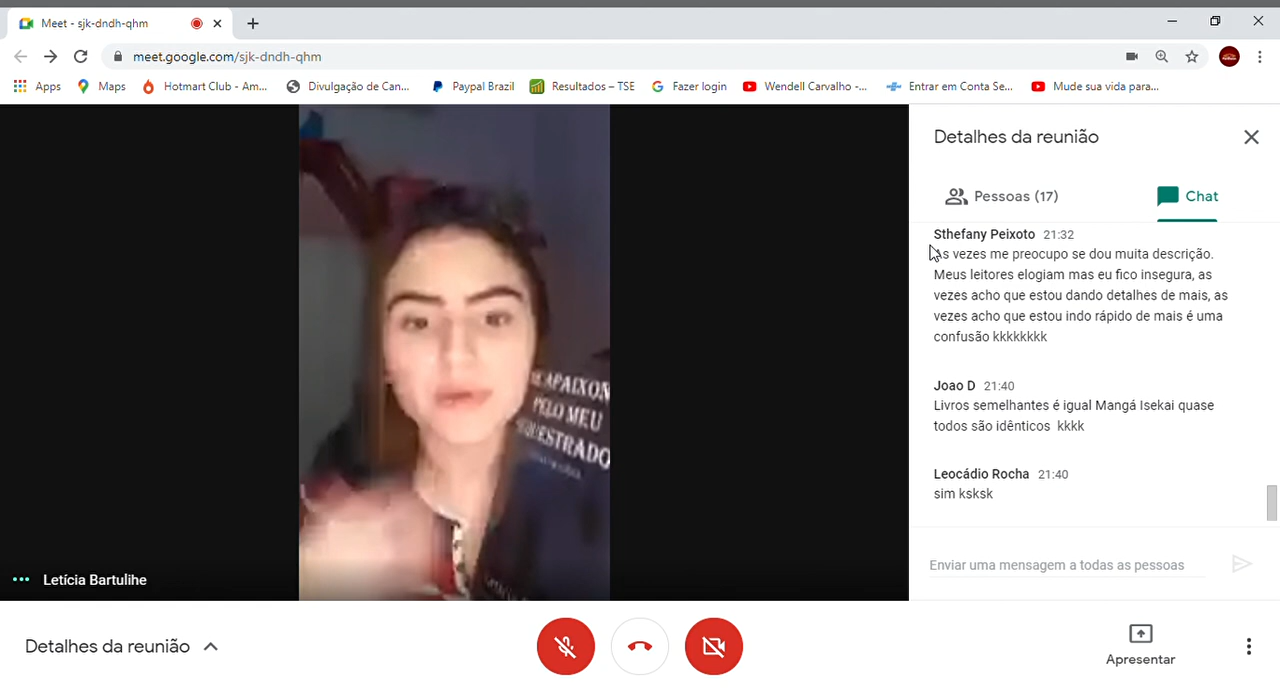 Meet - sjk-dndh-qhm
meet.google.com/sjk-dndh-qhm
Apps Maps Hotmart Club - Am... Divulgação de Can... Paypal Brazil Resultados – TSE Fazer login Wendell Carvalho -... Entrar em Conta Se... Mude sua vida para...
Detalhes da reunião
Pessoas (17) Chat
Sthefany Peixoto 21:32
As vezes me preocupo se dou muita descrição.
Meus leitores elogiam mas eu fico insegura, as
vezes acho que estou dando detalhes de mais, as
vezes acho que estou indo rápido de mais é uma
confusão kkkkkkkk
Joao D 21:40
Livros semelhantes é igual Mangá Isekai quase
todos são idênticos kkkk
Leocádio Rocha 21:40
sim ksksk
Enviar uma mensagem a todas as pessoas
APAIXON
PELO MEU
SEQUESTRADO
Letícia Bartulihe
Detalhes da reunião
Apresentar